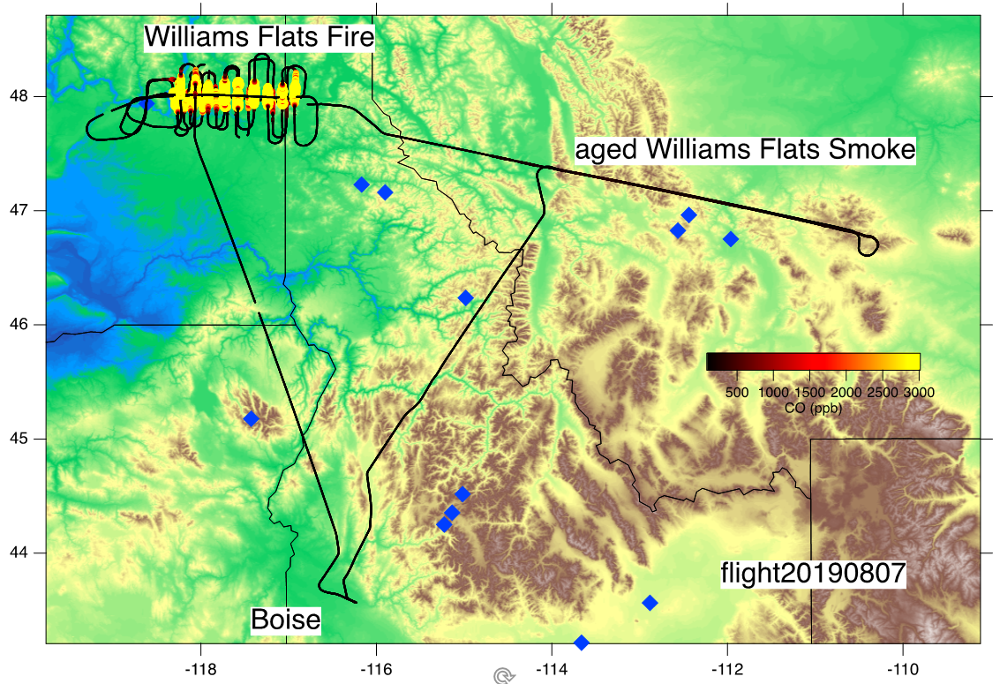 Williams Flats Fire
48
aged Williams Flats Smoke
47
46
500 1000 1500 2000 2500 3000
CO (ppb)
45
44
flight20190807
Boise
-118 -116 -114 -112 -110